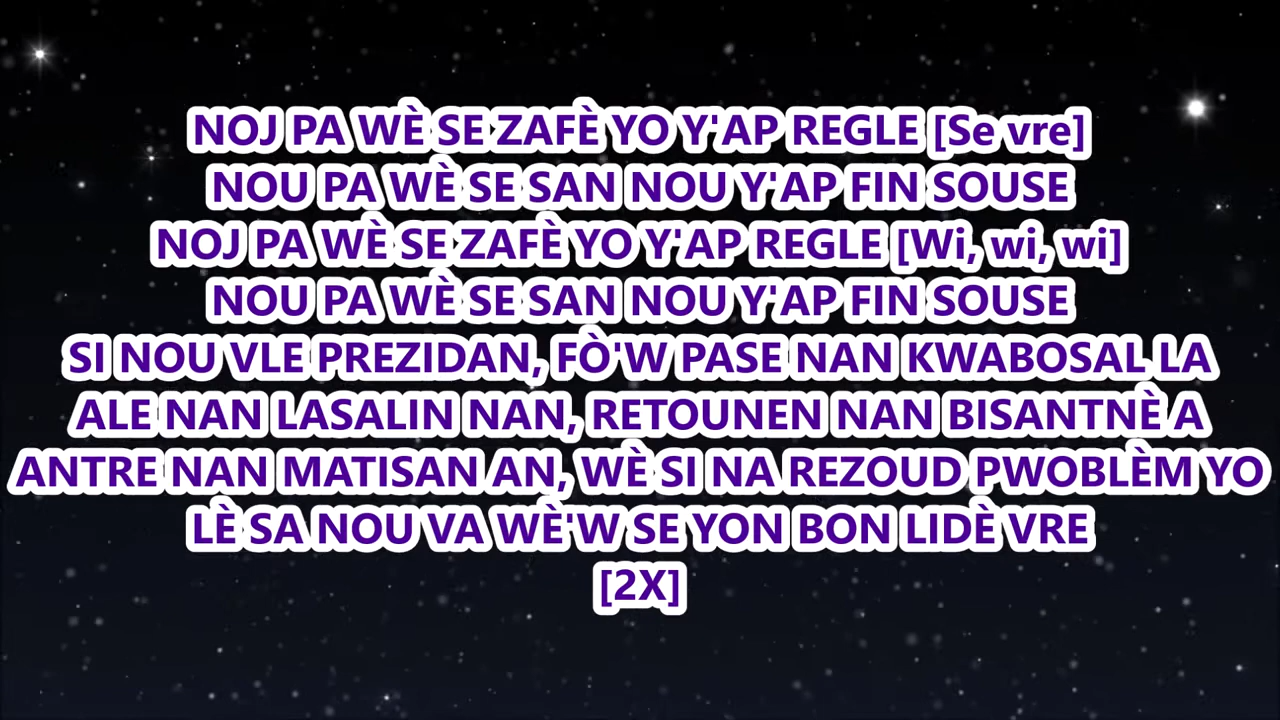 NOJ PA WÈ SE ZAFÈ YO Y'AP REGLE [Se vre]
NOU PA WÈ SE SAN NOU Y'AP FIN SOUSE
NOJ PA WÈ SE ZAFÈ YO Y'AP REGLE [Wi, wi, wi]
NOU PA WÈ SE SAN NOU Y'AP FIN SOUSE
SI NOU VLE PREZIDAN, FÒ'W PASE NAN KWABOSAL LA
ALE NAN LASALIN NAN, RETOUNEN NAN BISANTNÈ A
ANTRE NAN MATISAN AN, WÈ SI NA REZOUD PWOBLÈM YO
LÈ SA NOU VA WÈ'W SE YON BON LIDÈ VRE
[2X]